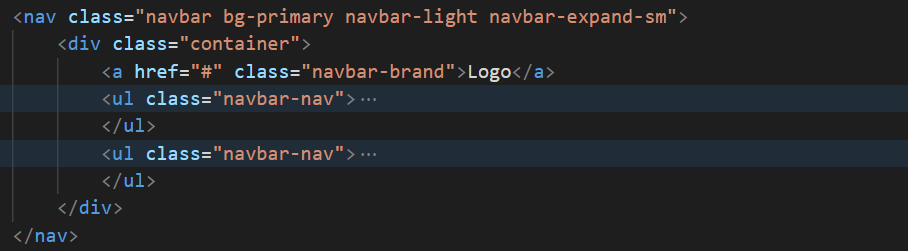 <nav class="navbar bg-primary navbar-light navbar-expand-sm">
<div class="container">
<a href="#" class="navbar-brand">Logo</a>
<ul class="navbar-nav">···
</ul>
<ul class="navbar-nav">···
</ul>
</div>
</nav>